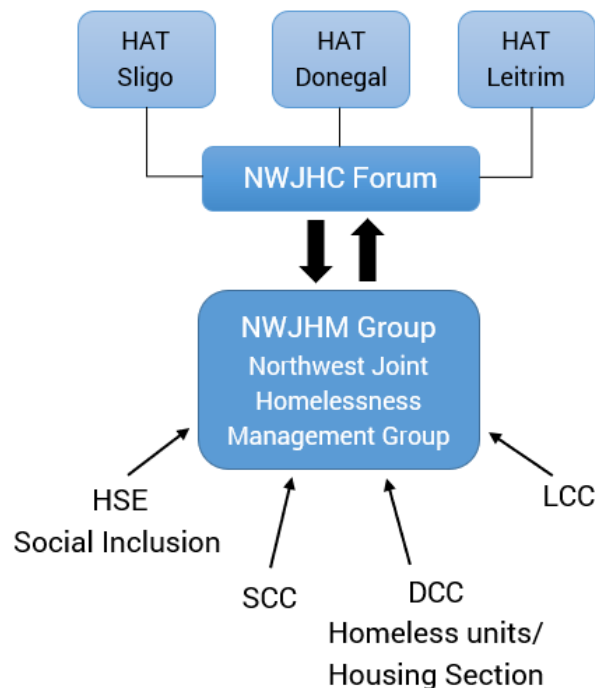 HAT
Sligo
HAT
Donegal
HAT
Leitrim
NWJHC Forum
NWJHM Group
Northwest Joint
Homelessness
Management Group
HSE
Social Inclusion
SCC
DCC
Homeless units/
Housing Section
LCC